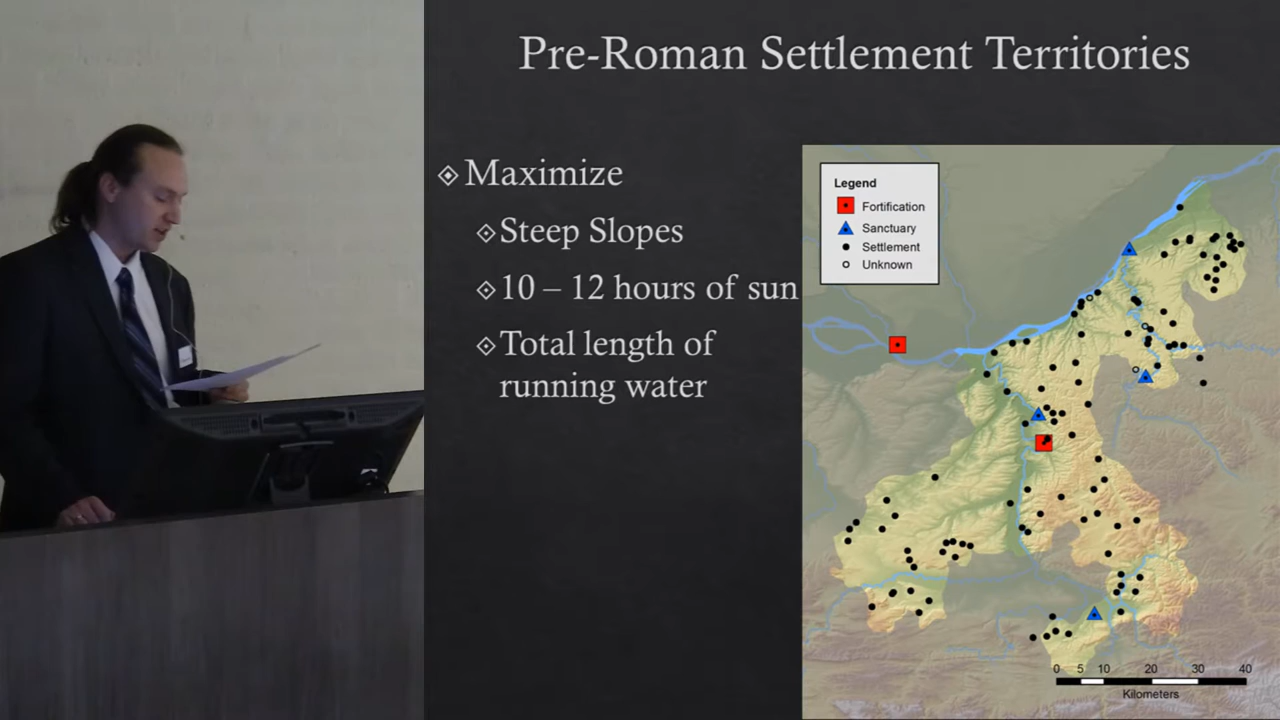 Pre-Roman Settlement Territories
Maximize
Steep Slopes
10 – 12 hours of sun
Total length of
running water
Legend
Fortification
Sanctuary
Settlement
Unknown
0 5 10 20 30 40
Kilometers